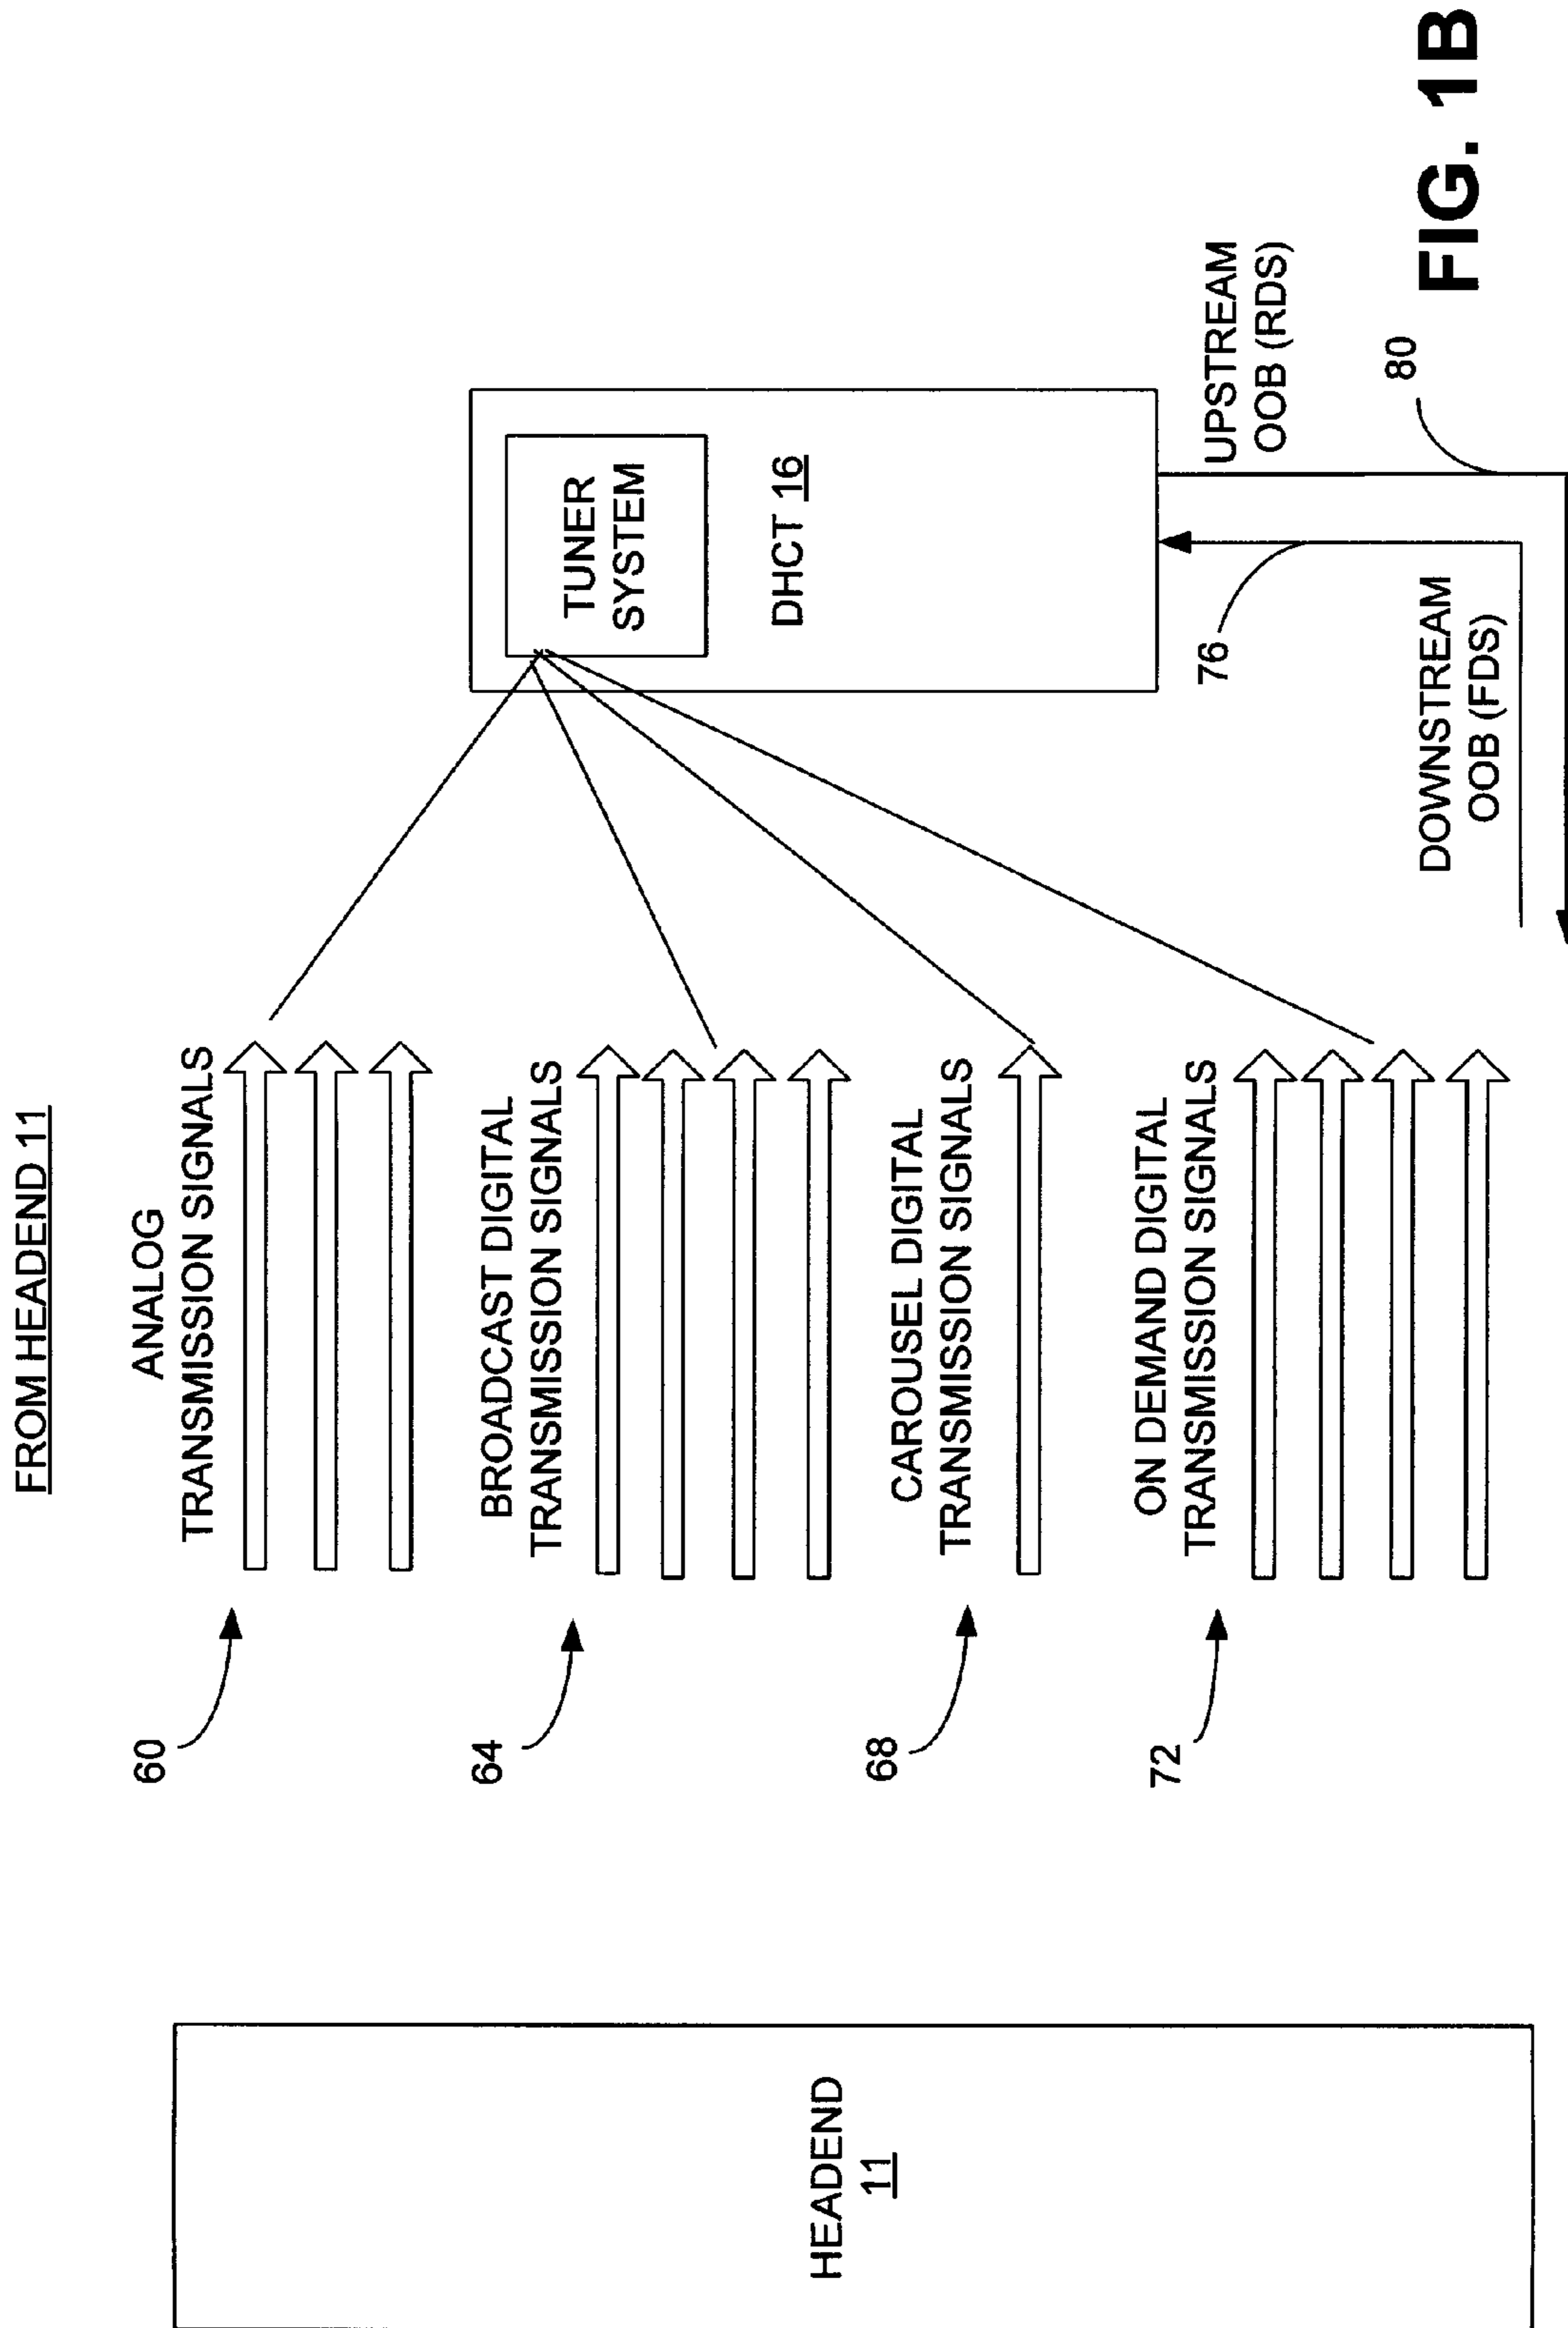 FROM HEADEND 11
60
ANALOG
TRANSMISSION SIGNALS
64
BROADCAST DIGITAL
TRANSMISSION SIGNALS
68
CAROUSEL DIGITAL
TRANSMISSION SIGNALS
72
ON DEMAND DIGITAL
TRANSMISSION SIGNALS
HEADEND
11
TUNER
SYSTEM
DHCT 16
76
DOWNSTREAM
OOB (FDS)
UPSTREAM
OOB (RDS)
80
FIG. 1B